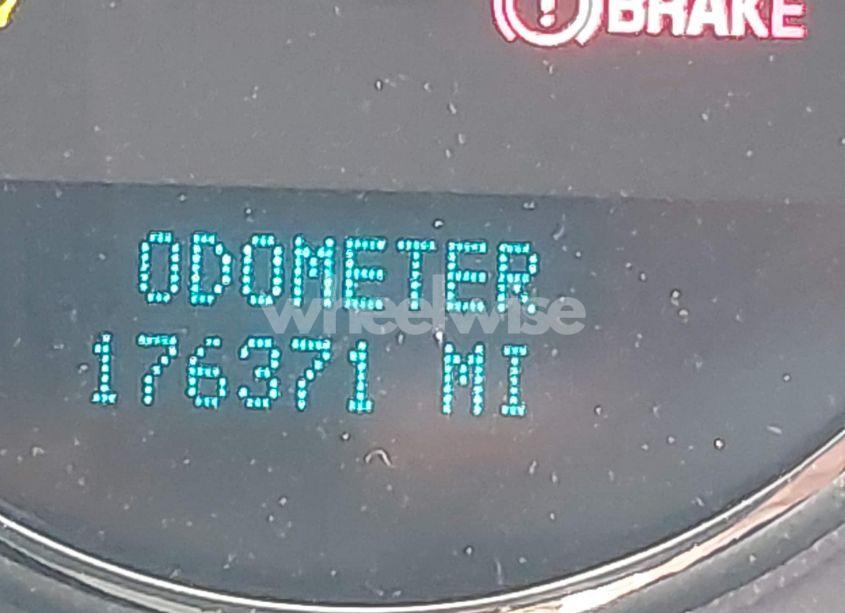 BRAKE
ODOMETER
wheelwise
176371 MI